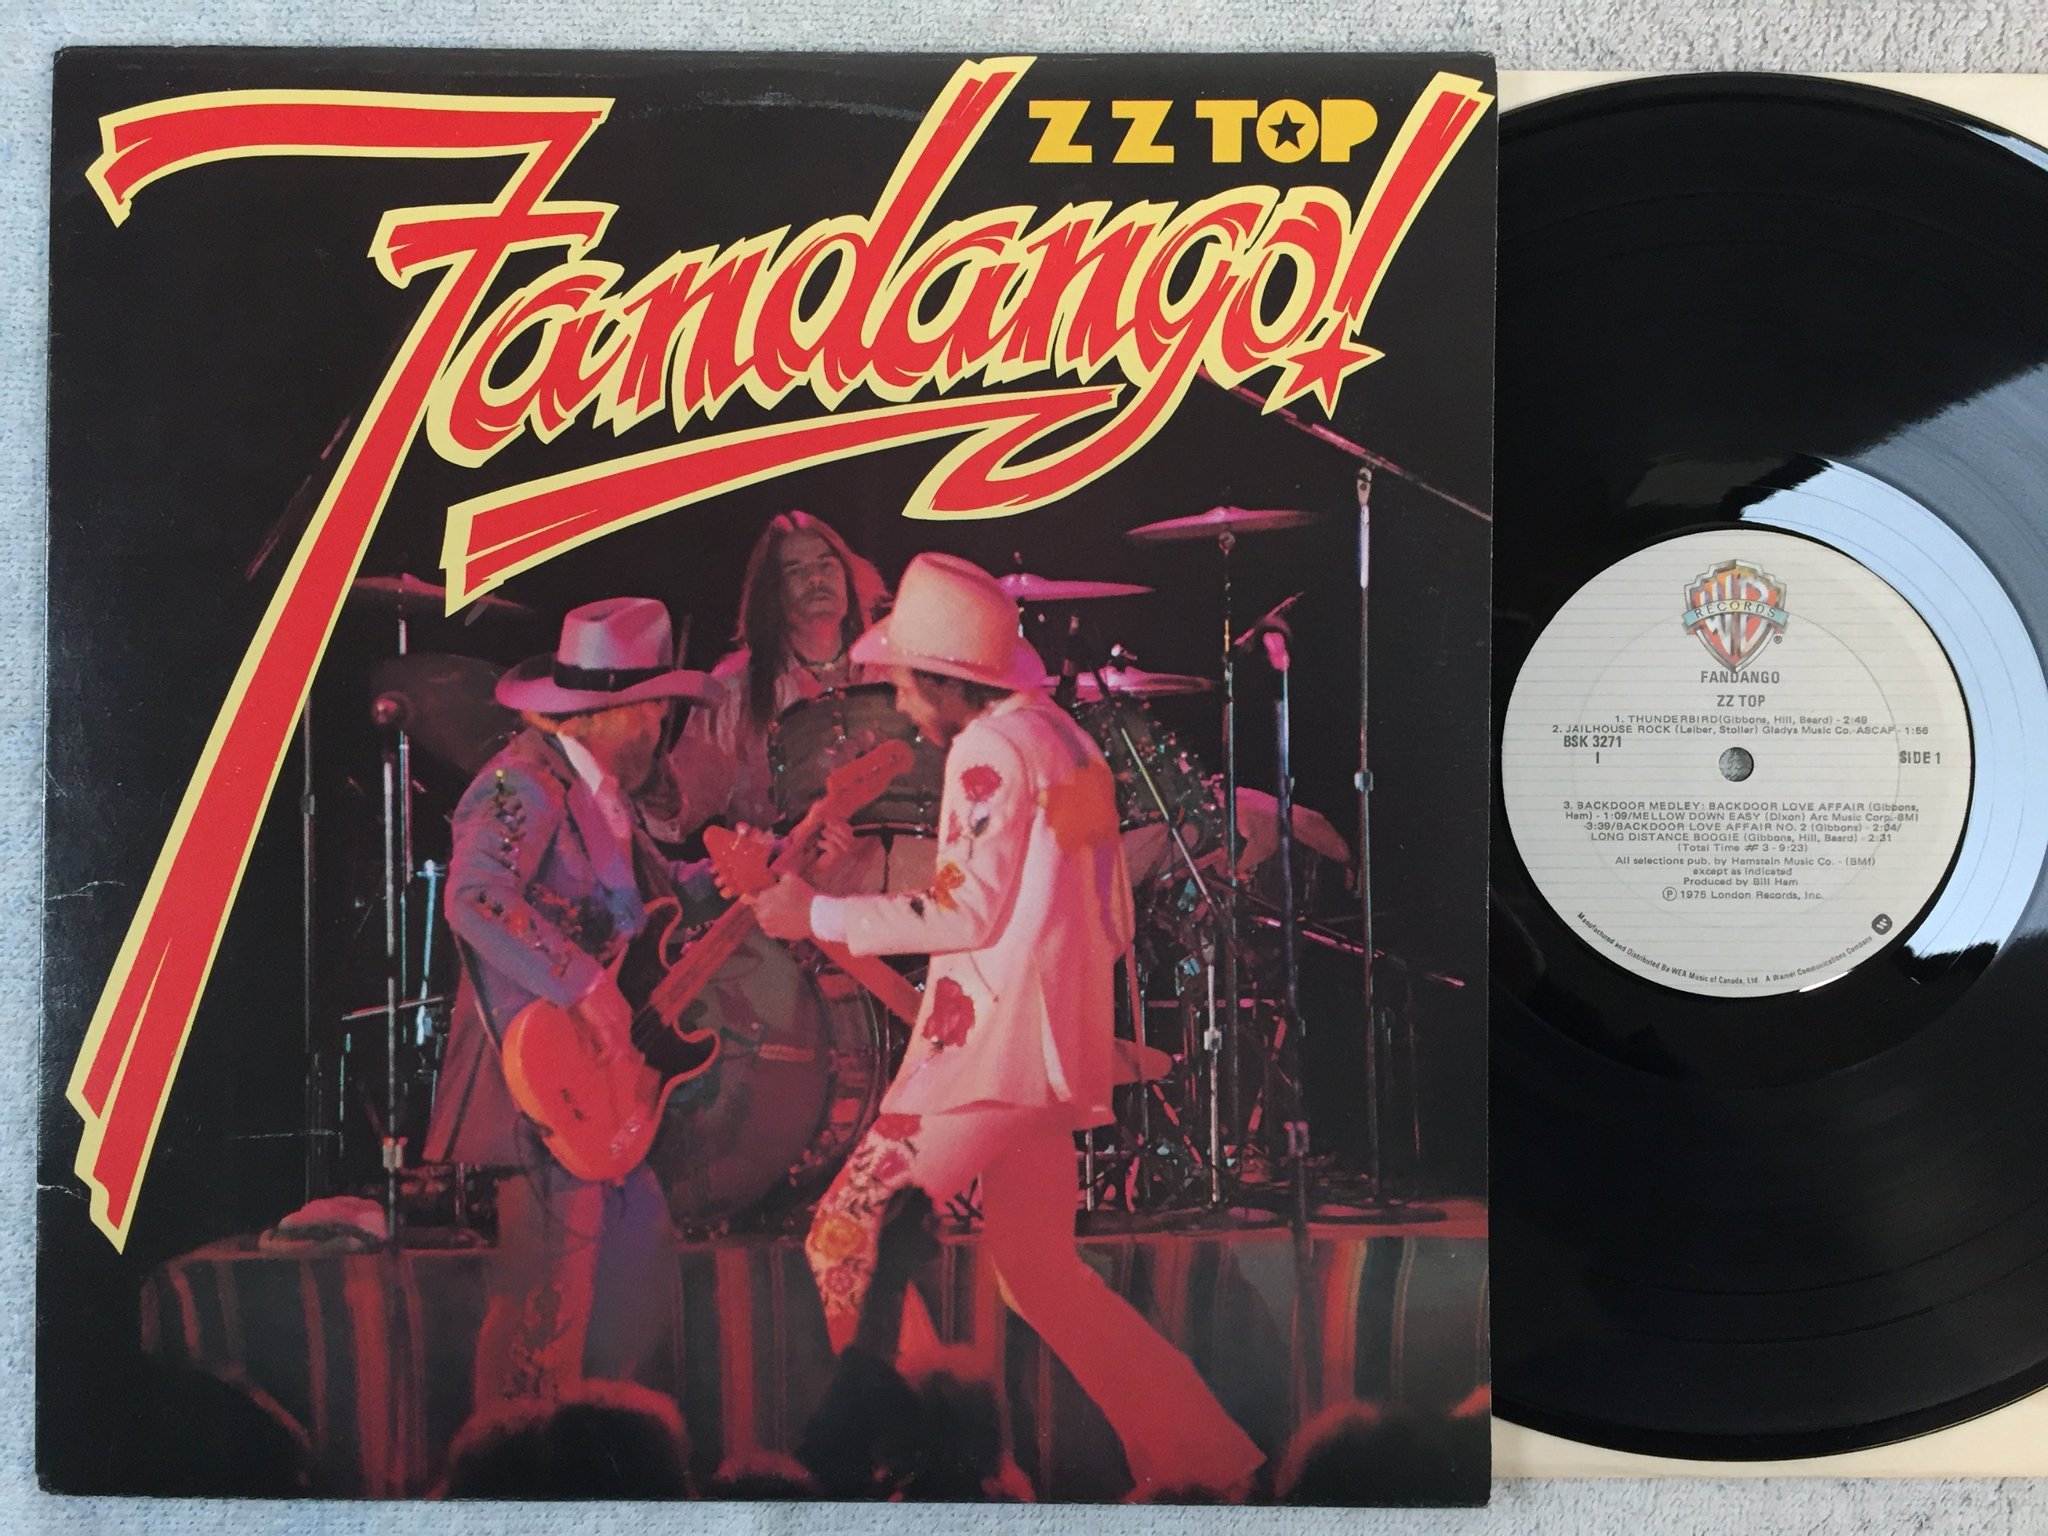 ZZ TOP
Fandango!
WB
RECORDS
®
FANDANGO
ZZ TOP
1. THUNDERBIRD(Gibbons, Hill, Beard) - 2:49
2. JAILHOUSE ROCK (Leiber, Stoller) Gladys Music Co.-ASCAP - 1:56
BSK 3271
1
SIDE 1
3. BACKDOOR MEDLEY: BACKDOOR LOVE AFFAIR (Gibbons,
Ham) - 1:09/MELLOW DOWN EASY (Dixon) Arc Music Corp.-BMI
-3:39/BACKDOOR LOVE AFFAIR NO. 2 (Gibbons) - 2:04/
LONG DISTANCE BOOGIE (Gibbons, Hill, Beard) - 2:31
(Total Time # 3 - 9:23)
All selections pub. by Hamstain Music Co. - (BMI)
except as indicated
Produced by Bill Ham
Ⓟ 1975 London Records, Inc.
Manufactured and Distributed By WEA Music of Canada, Ltd. A Warner Communications Company